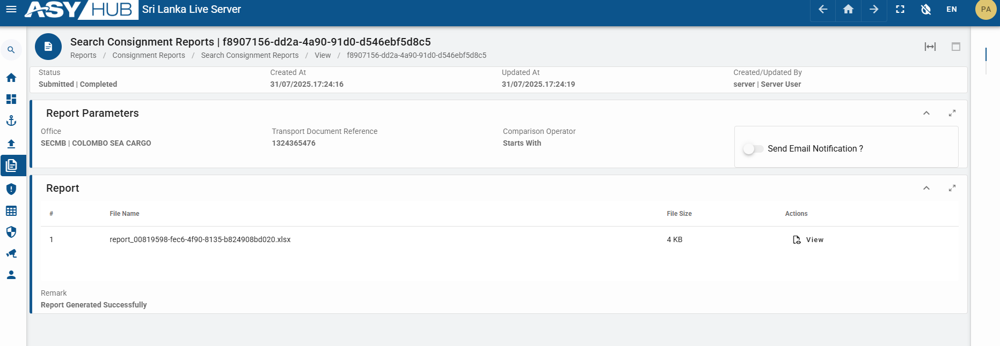 ASY HUB Sri Lanka Live Server
EN
PA
Search Consignment Reports | f8907156-dd2a-4a90-91d0-d546ebf5d8c5
Reports / Consignment Reports / Search Consignment Reports / View / f8907156-dd2a-4a90-91d0-d546ebf5d8c5
Status Created At Updated At Created/Updated By
Submitted | Completed 31/07/2025.17:24:16 31/07/2025.17:24:19 server | Server User
Report Parameters
Office Transport Document Reference Comparison Operator
SECMB | COLOMBO SEA CARGO 1324365476 Starts With
Send Email Notification ?
Report
# File Name File Size Actions
1 report_00819598-fec6-4f90-8135-b824908bd020.xlsx 4 KB View
Remark
Report Generated Successfully